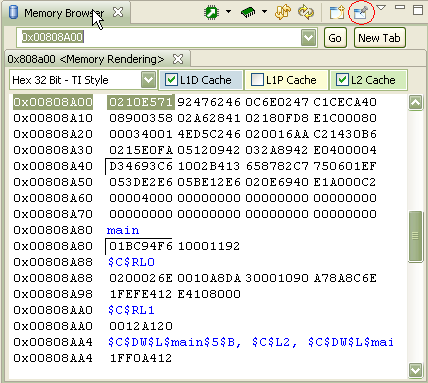 Memory Browser
0x00808A00 Go New Tab
0x808a00 <Memory Rendering>
Hex 32 Bit - TI Style L1D Cache L1P Cache L2 Cache
0x00808A00 0210E571 92476246 0C6E0247 C1CECA40
0x00808A10 08900358 02A62841 02180FD8 E1C00080
0x00808A20 00034001 4ED5C246 020016AA C21430B6
0x00808A30 0215E0FA 05120942 032A8942 E0400004
0x00808A40 D34693C6 1002B413 658782C7 750601EF
0x00808A50 053DE2E6 05BE12E6 020E6940 E1A000C2
0x00808A60 00004000 00000000 00000000 00000000
0x00808A70 00000000 00000000 00000000 00000000
0x00808A80 main
0x00808A80 01BC94F6 10001192
0x00808A88 $C$RL0
0x00808A88 0200026E 0010A8DA 30001090 A78A8C6E
0x00808A98 1FEFE412 E4108000
0x00808AA0 $C$RL1
0x00808AA0 0012A120
0x00808AA4 $C$DW$L$main$5$B, $C$L2, $C$DW$L$mai
0x00808AA4 1FF0A412